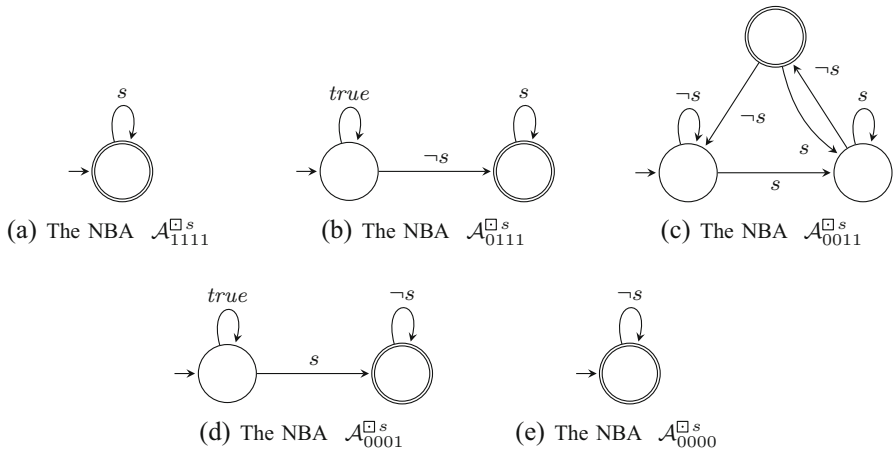 ¬s
s true s ¬s ¬s s
¬s s
s
(a) The NBA 𝒜^{⊡ s}_{1111} (b) The NBA 𝒜^{⊡ s}_{0111} (c) The NBA 𝒜^{⊡ s}_{0011}
true ¬s ¬s
s
(d) The NBA 𝒜^{⊡ s}_{0001} (e) The NBA 𝒜^{⊡ s}_{0000}